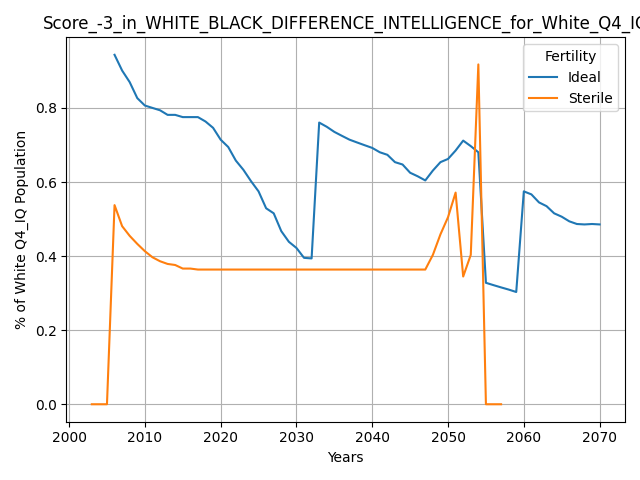 Score_-3_in_WHITE_BLACK_DIFFERENCE_INTELLIGENCE_for_White_Q4_IQ
Fertility
Ideal
Sterile
% of White Q4_IQ Population
0.8
0.6
0.4
0.2
0.0
2000 2010 2020 2030 2040 2050 2060 2070
Years